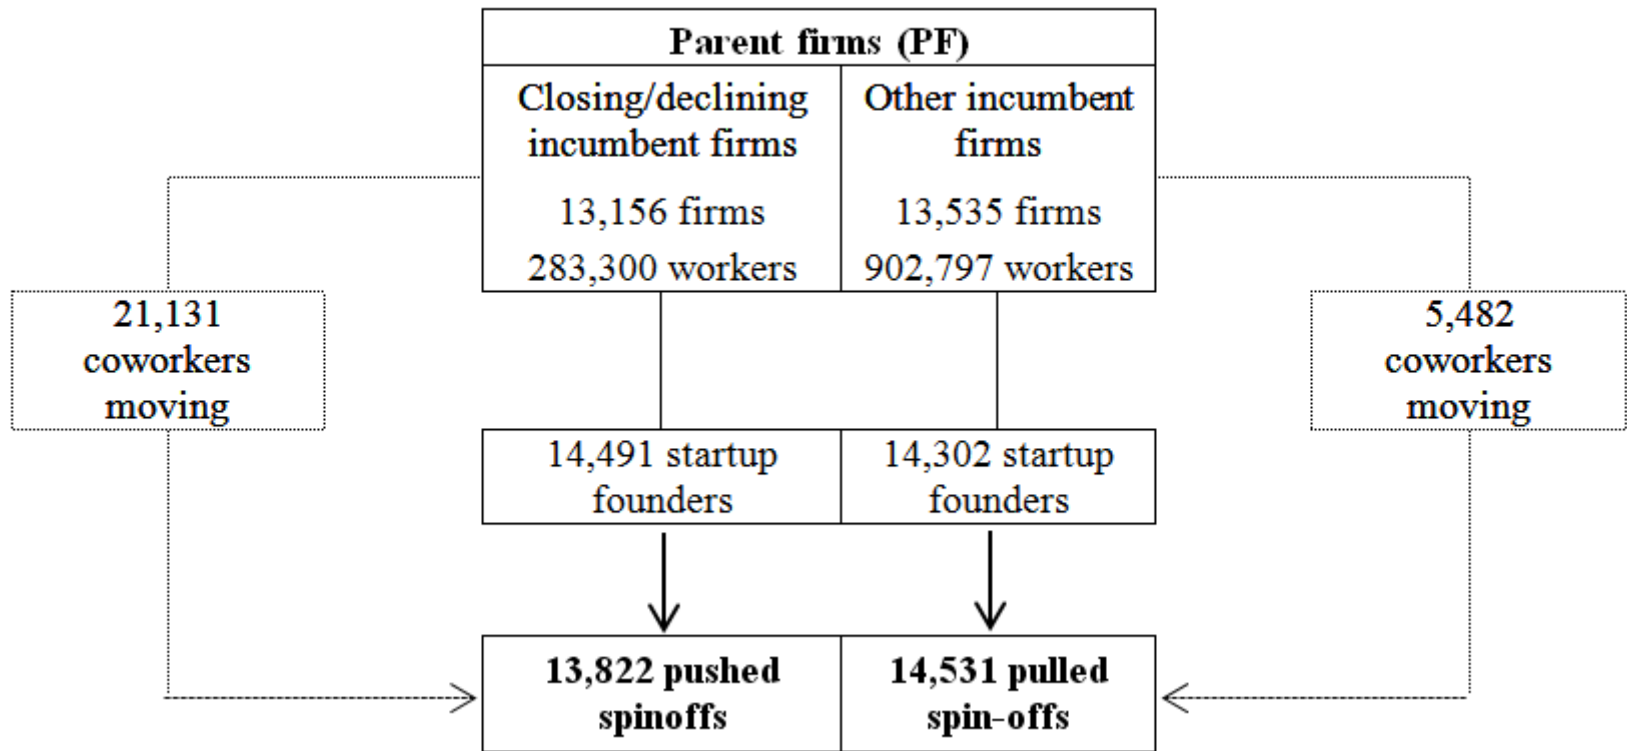 Parent firms (PF)
Closing/declining
incumbent firms
13,156 firms
283,300 workers
Other incumbent
firms
13,535 firms
902,797 workers
21,131
coworkers
moving
5,482
coworkers
moving
14,491 startup
founders
14,302 startup
founders
13,822 pushed
spinoffs
14,531 pulled
spin-offs